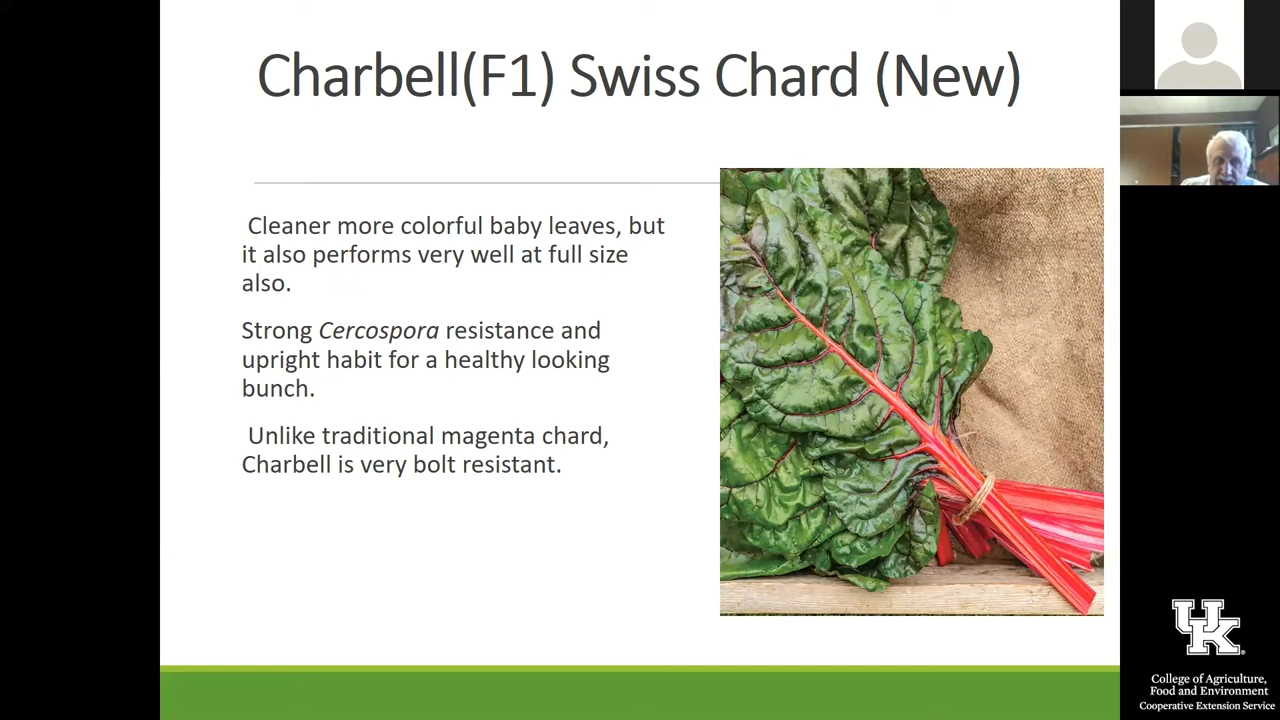 Charbell(F1) Swiss Chard (New)
Cleaner more colorful baby leaves, but
it also performs very well at full size
also.
Strong Cercospora resistance and
upright habit for a healthy looking
bunch.
Unlike traditional magenta chard,
Charbell is very bolt resistant.
UK
College of Agriculture,
Food and Environment
Cooperative Extension Service